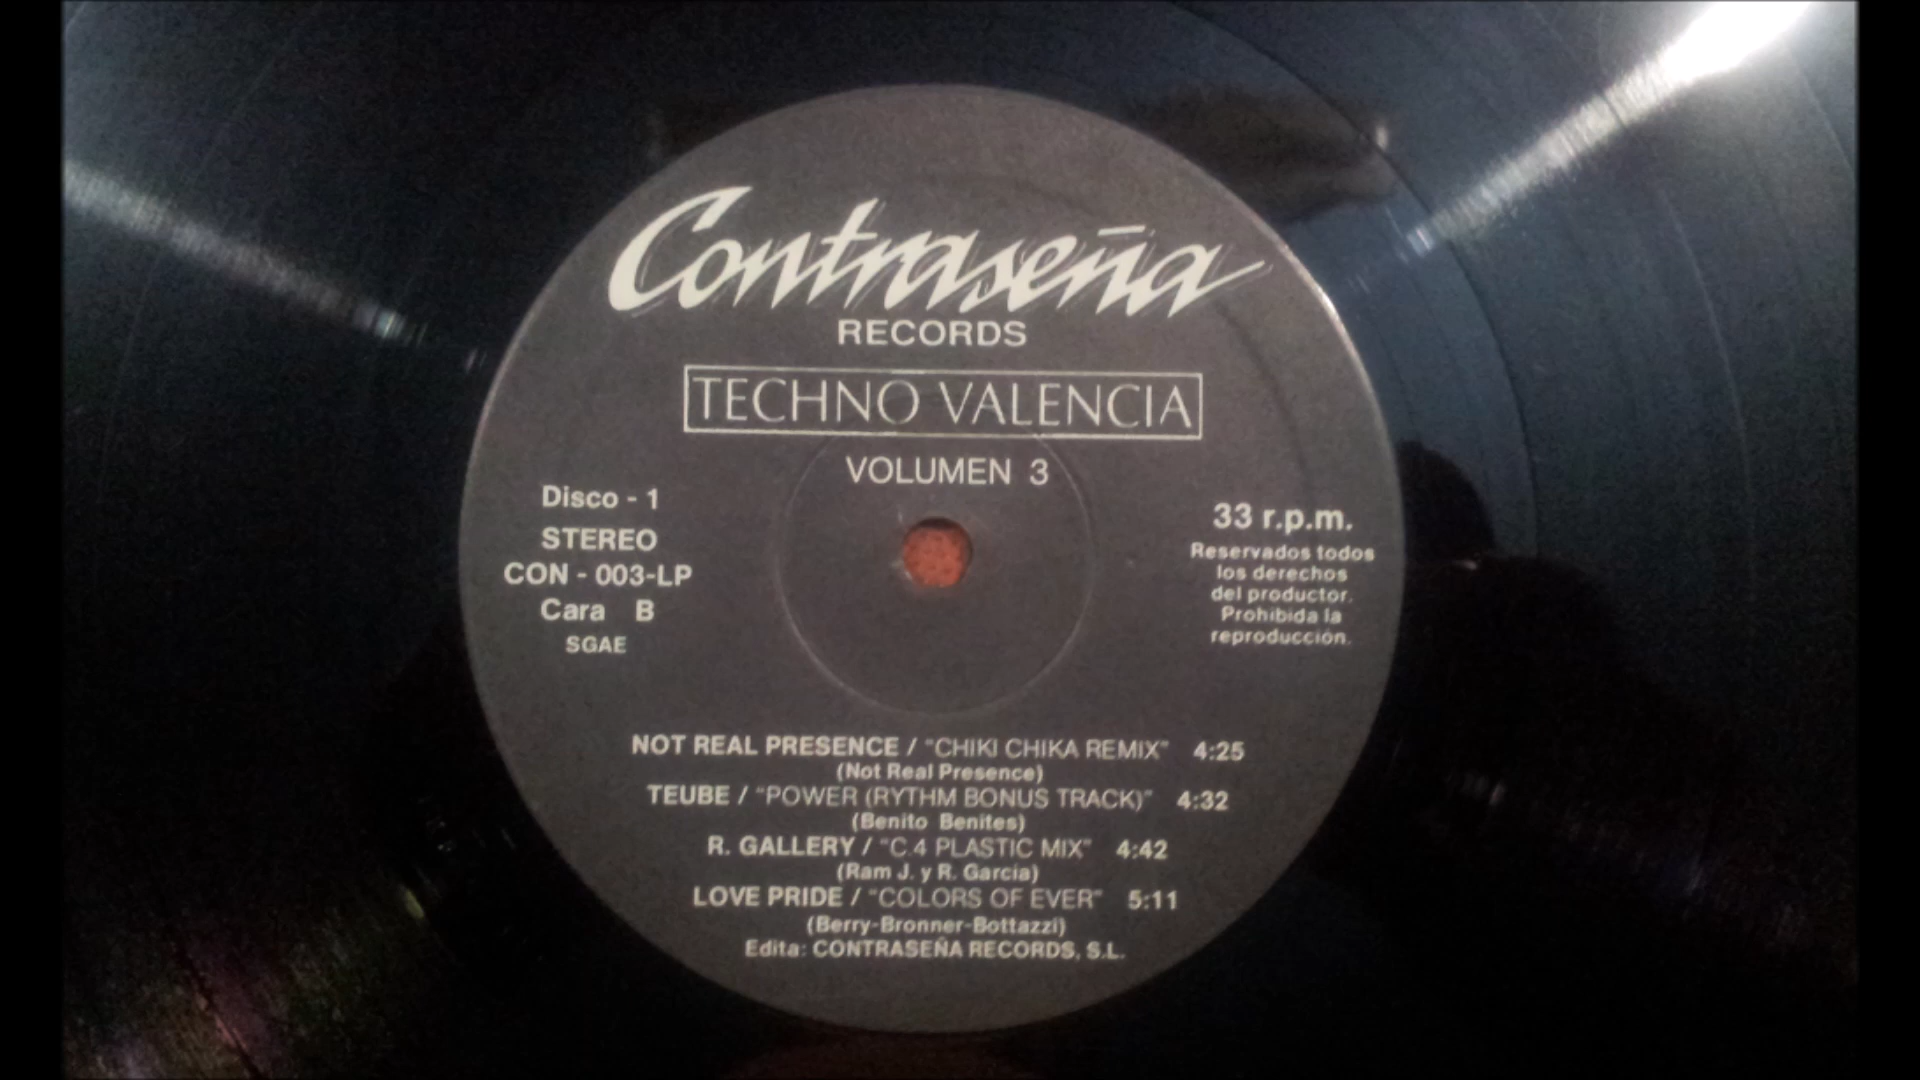 Contraseña
RECORDS
TECHNO VALENCIA
VOLUMEN 3
Disco - 1
STEREO
CON - 003-LP
Cara B
SGAE
33 r.p.m.
Reservados todos
los derechos
del productor.
Prohibida la
reproducción.
NOT REAL PRESENCE / "CHIKI CHIKA REMIX" 4:25
(Not Real Presence)
TEUBE / "POWER (RYTHM BONUS TRACK)" 4:32
(Benito Benites)
R. GALLERY / "C.4 PLASTIC MIX" 4:42
(Ram J. y R. García)
LOVE PRIDE / "COLORS OF EVER" 5:11
(Berry-Bronner-Bottazzi)
Edita: CONTRASEÑA RECORDS, S.L.